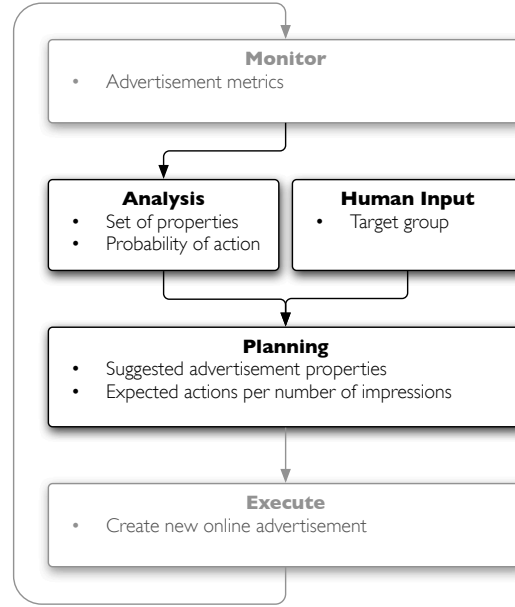 Monitor
• Advertisement metrics
Analysis
• Set of properties
• Probability of action
Human Input
• Target group
Planning
• Suggested advertisement properties
• Expected actions per number of impressions
Execute
• Create new online advertisement